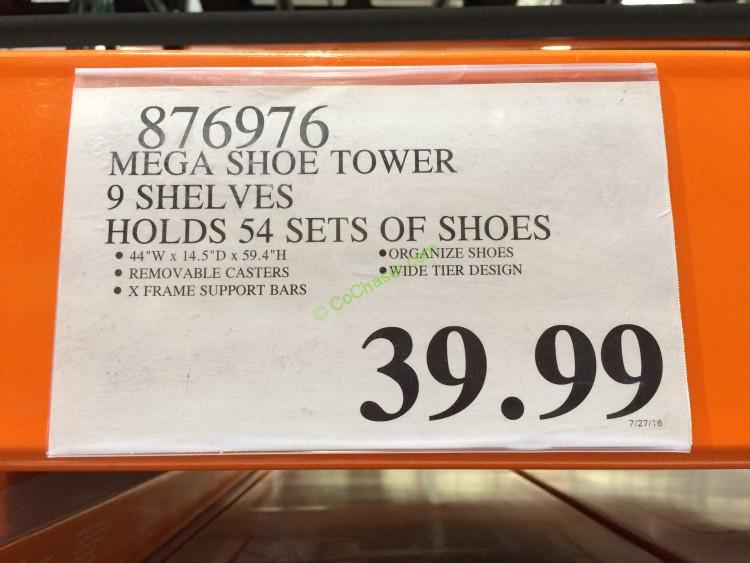 876976
MEGA SHOE TOWER
9 SHELVES
HOLDS 54 SETS OF SHOES
• 44"W x 14.5"D x 59.4"H
• REMOVABLE CASTERS
• X FRAME SUPPORT BARS
• ORGANIZE SHOES
• WIDE TIER DESIGN
39.99
7/27/16